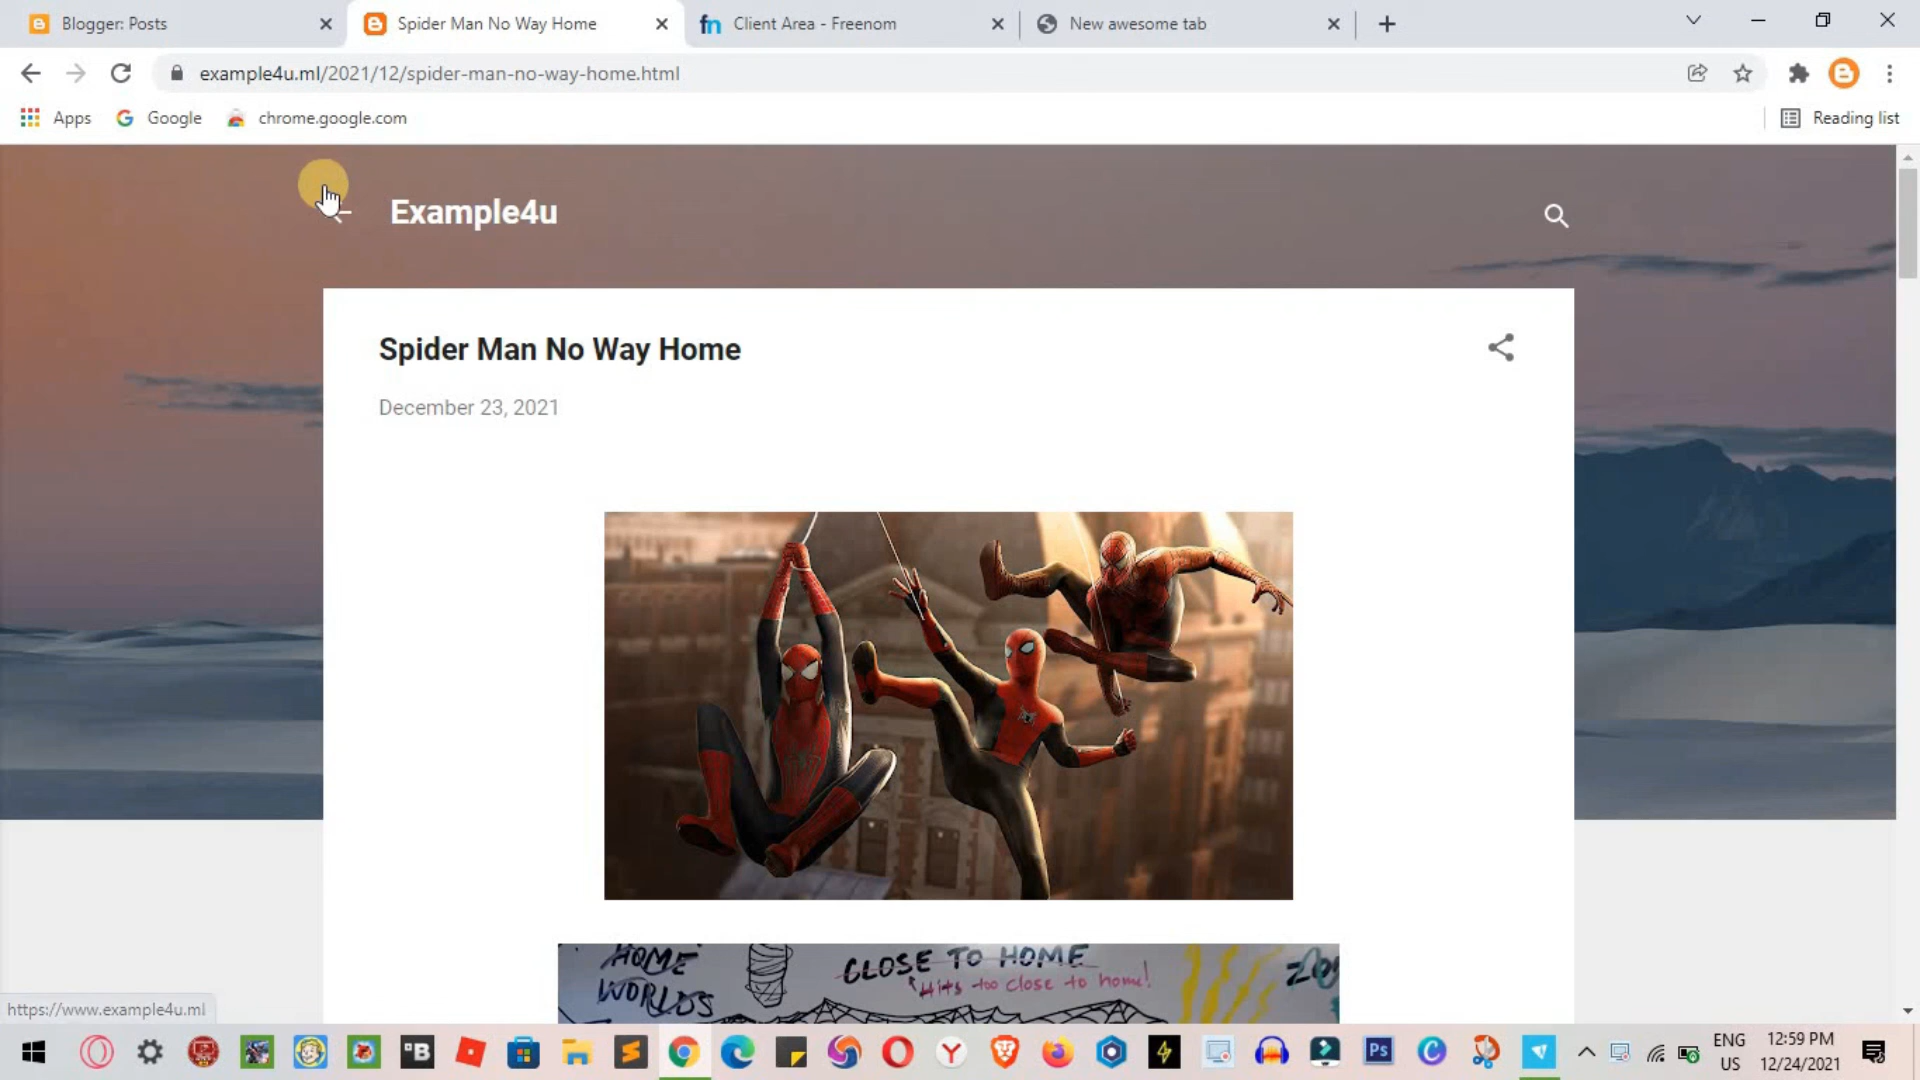 Blogger: Posts
Spider Man No Way Home
Client Area - Freenom
New awesome tab
example4u.ml/2021/12/spider-man-no-way-home.html
Apps
Google
chrome.google.com
Reading list
Example4u
Spider Man No Way Home
December 23, 2021
HOME
WORLDS
CLOSE TO HOME
Hits too close to home!
https://www.example4u.ml
ENG
US
12:59 PM
12/24/2021